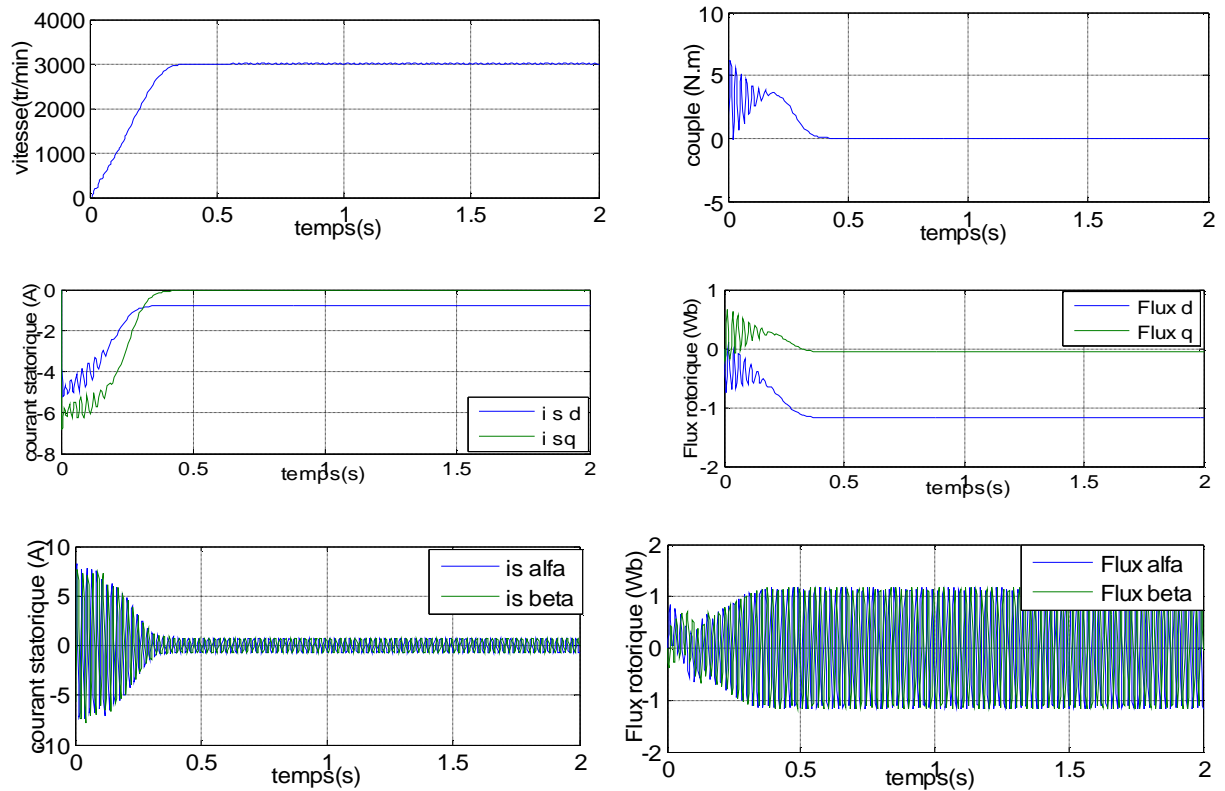 4000
3000
2000
1000
0
vitesse(tr/min)
0
0.5
1
1.5
2
temps(s)
10
5
0
-5
couple (N.m)
0
0.5
1
1.5
2
temps(s)
0
-2
-4
-6
-8
courant statorique (A)
i s d
i sq
0
0.5
1
1.5
2
temps(s)
1
0
-1
-2
Flux rotorique (Wb)
Flux d
Flux q
0
0.5
1
1.5
2
temps(s)
10
5
0
-5
-10
courant statorique (A)
is alfa
is beta
0
0.5
1
1.5
2
temps(s)
2
1
0
-1
-2
Flux rotorique (Wb)
Flux alfa
Flux beta
0
0.5
1
1.5
2
temps(s)